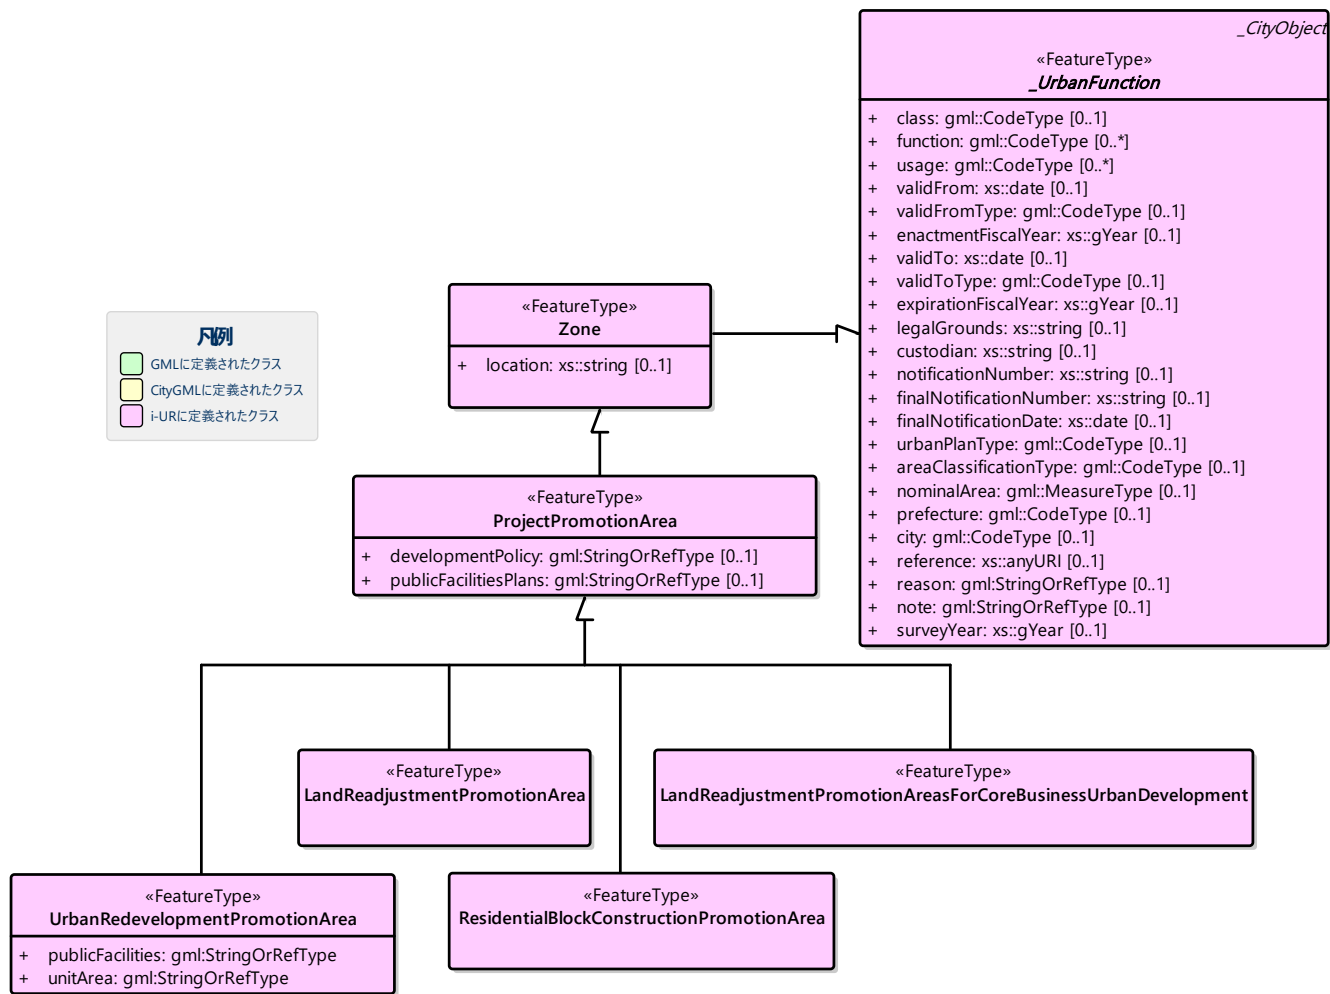 _CityObject
«FeatureType»
_UrbanFunction
+ class: gml::CodeType [0..1]
+ function: gml::CodeType [0..*]
+ usage: gml::CodeType [0..*]
+ validFrom: xs::date [0..1]
+ validFromType: gml::CodeType [0..1]
+ enactmentFiscalYear: xs::gYear [0..1]
+ validTo: xs::date [0..1]
+ validToType: gml::CodeType [0..1]
+ expirationFiscalYear: xs::gYear [0..1]
+ legalGrounds: xs::string [0..1]
+ custodian: xs::string [0..1]
+ notificationNumber: xs::string [0..1]
+ finalNotificationNumber: xs::string [0..1]
+ finalNotificationDate: xs::date [0..1]
+ urbanPlanType: gml::CodeType [0..1]
+ areaClassificationType: gml::CodeType [0..1]
+ nominalArea: gml::MeasureType [0..1]
+ prefecture: gml::CodeType [0..1]
+ city: gml::CodeType [0..1]
+ reference: xs::anyURI [0..1]
+ reason: gml:StringOrRefType [0..1]
+ note: gml:StringOrRefType [0..1]
+ surveyYear: xs::gYear [0..1]
«FeatureType»
Zone
+ location: xs::string [0..1]
凡例
GMLに定義されたクラス
CityGMLに定義されたクラス
i-URに定義されたクラス
«FeatureType»
ProjectPromotionArea
+ developmentPolicy: gml:StringOrRefType [0..1]
+ publicFacilitiesPlans: gml:StringOrRefType [0..1]
«FeatureType»
LandReadjustmentPromotionArea
«FeatureType»
LandReadjustmentPromotionAreasForCoreBusinessUrbanDevelopment
«FeatureType»
UrbanRedevelopmentPromotionArea
+ publicFacilities: gml:StringOrRefType
+ unitArea: gml:StringOrRefType
«FeatureType»
ResidentialBlockConstructionPromotionArea